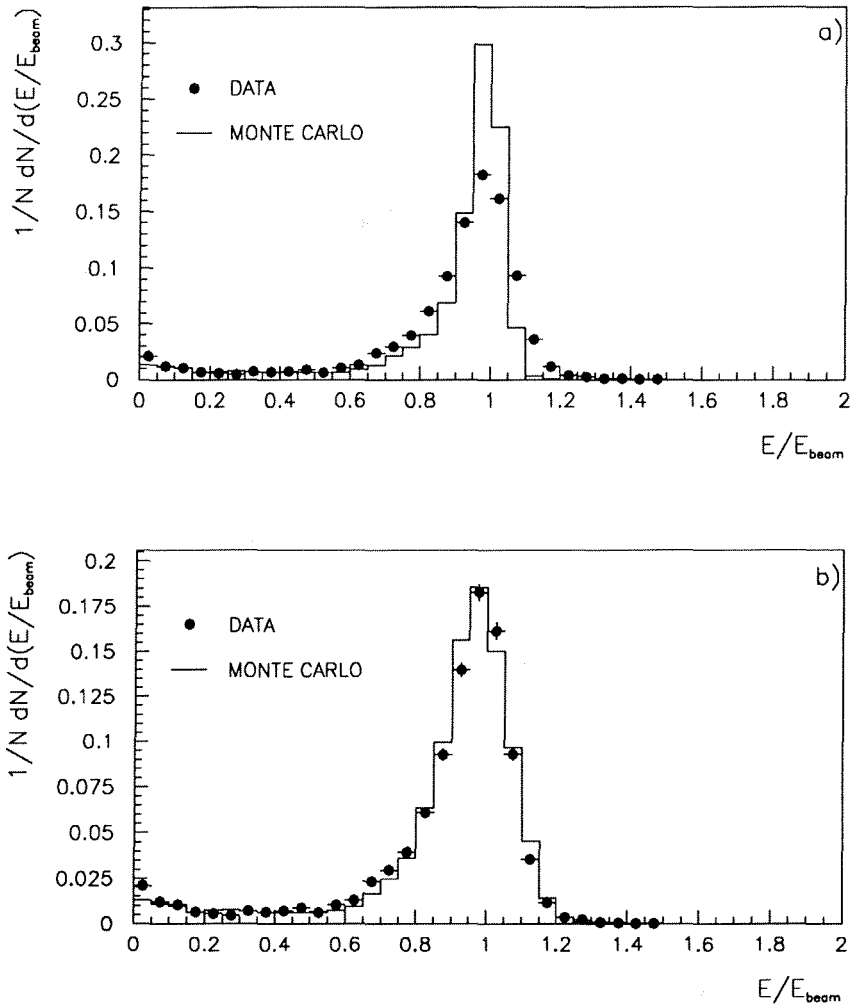 a)
1/N dN/d(E/E_beam)
0.3
0.25
0.2
0.15
0.1
0.05
0
DATA
MONTE CARLO
0 0.2 0.4 0.6 0.8 1 1.2 1.4 1.6 1.8 2
E/E_beam
b)
1/N dN/d(E/E_beam)
0.2
0.175
0.15
0.125
0.1
0.075
0.05
0.025
0
DATA
MONTE CARLO
0 0.2 0.4 0.6 0.8 1 1.2 1.4 1.6 1.8 2
E/E_beam